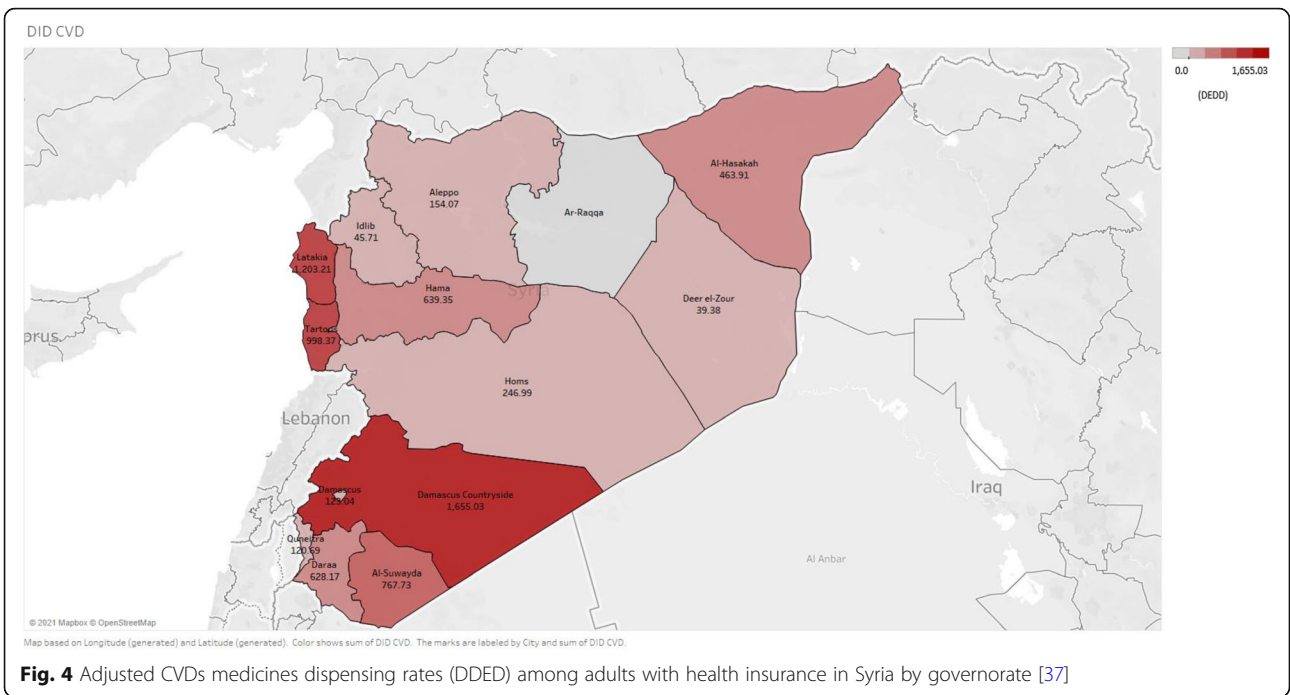 DID CVD
0.0 1,655.03
(DEDD)
Al-Hasakah
463.91
Aleppo
154.07
Ar-Raqqa
Idlib
45.71
Latakia
1,203.21
Hama
639.35
Syria
Deer el-Zour
39.38
Tartous
998.37
prus
Homs
246.99
Lebanon
Iraq
Damascus
123.04
Damascus Countryside
1,655.03
Quneitra
120.69
Daraa
628.17
Al-Suwayda
767.73
Al Anbar
© 2021 Mapbox © OpenStreetMap
Map based on Longitude (generated) and Latitude (generated). Color shows sum of DID CVD. The marks are labeled by City and sum of DID CVD.
Fig. 4 Adjusted CVDs medicines dispensing rates (DDED) among adults with health insurance in Syria by governorate [37]